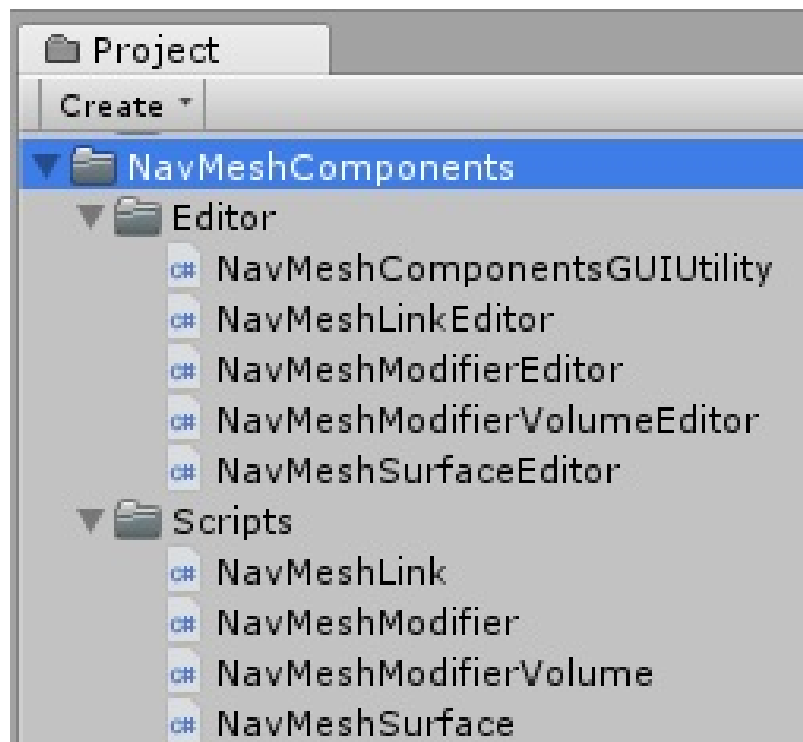 Project
Create
NavMeshComponents
Editor
c# NavMeshComponentsGUIUtility
c# NavMeshLinkEditor
c# NavMeshModifierEditor
c# NavMeshModifierVolumeEditor
c# NavMeshSurfaceEditor
Scripts
c# NavMeshLink
c# NavMeshModifier
c# NavMeshModifierVolume
c# NavMeshSurface